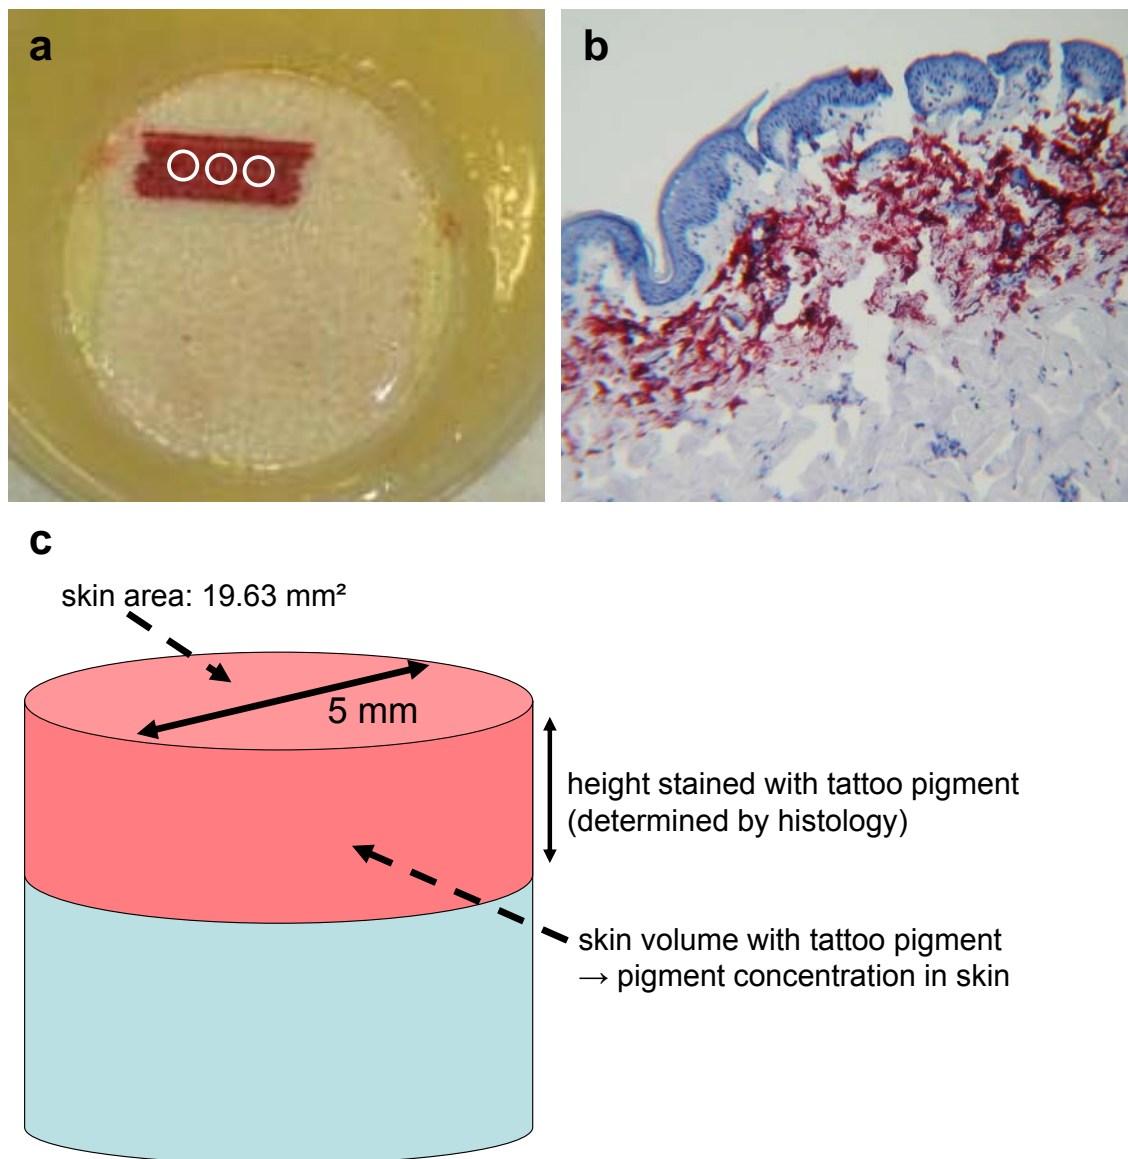 a
b
c
skin area: 19.63 mm²
5 mm
height stained with tattoo pigment
(determined by histology)
skin volume with tattoo pigment
→ pigment concentration in skin